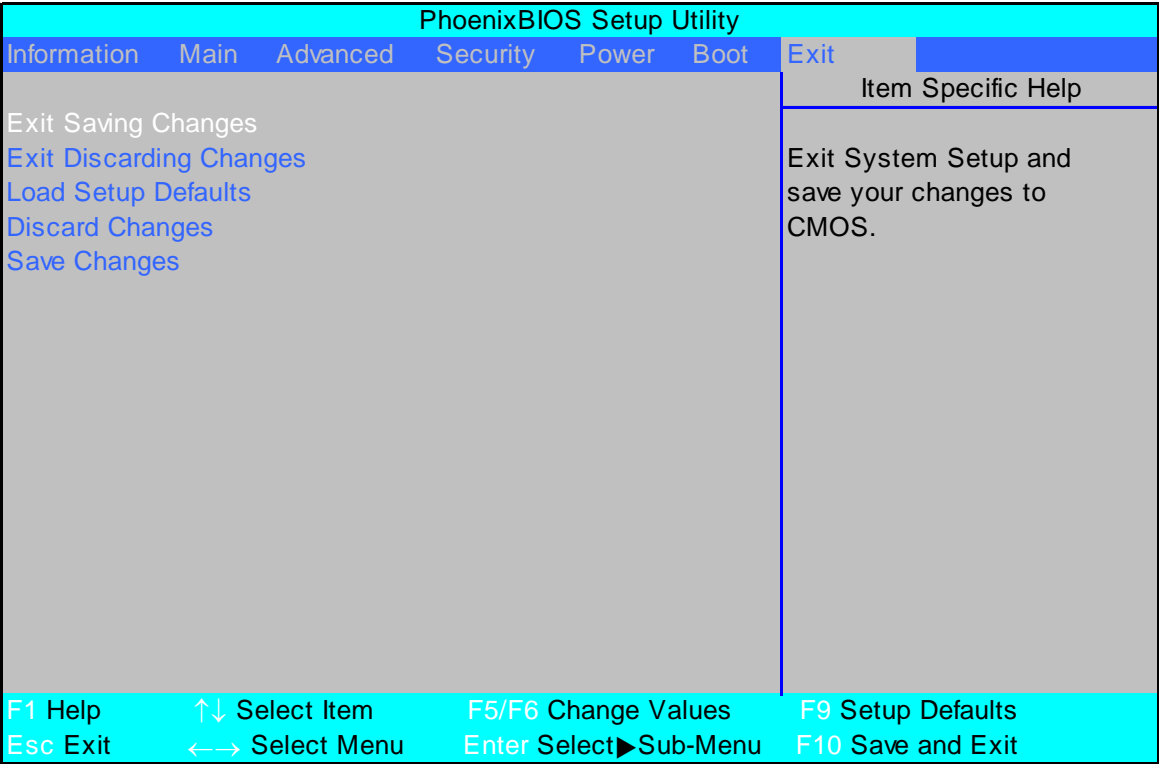 PhoenixBIOS Setup Utility
Information Main Advanced Security Power Boot Exit
Item Specific Help
Exit Saving Changes
Exit Discarding Changes
Load Setup Defaults
Discard Changes
Save Changes
Exit System Setup and
save your changes to
CMOS.
F1 Help ↑↓ Select Item F5/F6 Change Values F9 Setup Defaults
Esc Exit ←→ Select Menu Enter Select▶Sub-Menu F10 Save and Exit